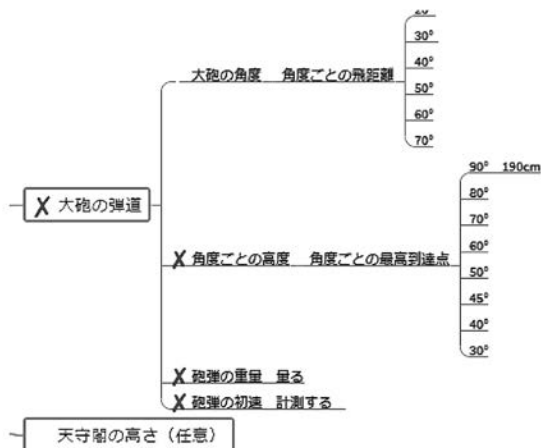 20°
30°
40°
大砲の角度 角度ごとの飛距離
50°
60°
70°
90° 190cm
80°
X 大砲の弾道
70°
60°
X 角度ごとの高度 角度ごとの最高到達点
50°
45°
40°
30°
X 砲弾の重量 量る
X 砲弾の初速 計測する
天守閣の高さ（任意）